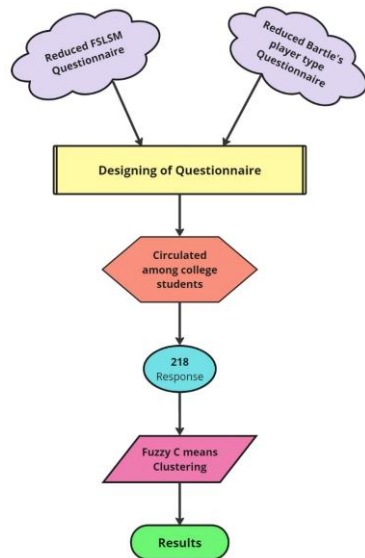 Reduced FSLSM
Questionnaire
Reduced Bartle's
player type
Questionnaire
Designing of Questionnaire
Circulated
among college
students
218
Response
Fuzzy C means
Clustering
Results